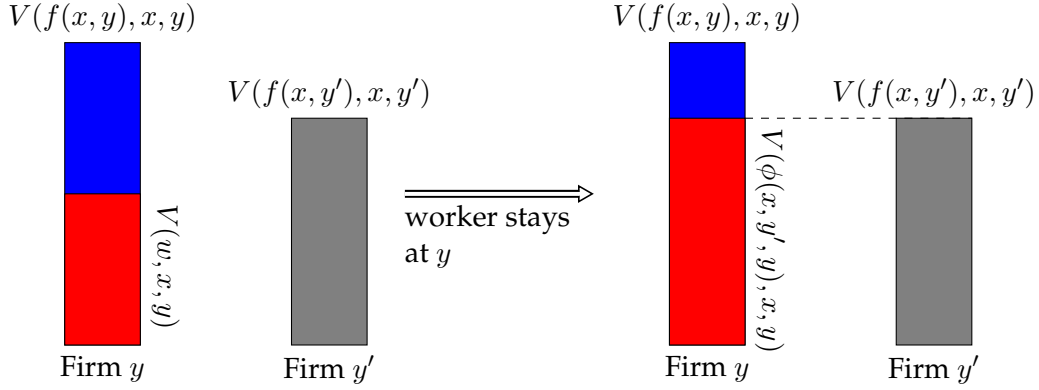 V(f(x, y), x, y)
V(f(x, y′), x, y′)
V(w, x, y)
Firm y
Firm y′
worker stays
at y
V(f(x, y), x, y)
V(f(x, y′), x, y′)
V(ϕ(x, y′, y), x, y)
Firm y
Firm y′